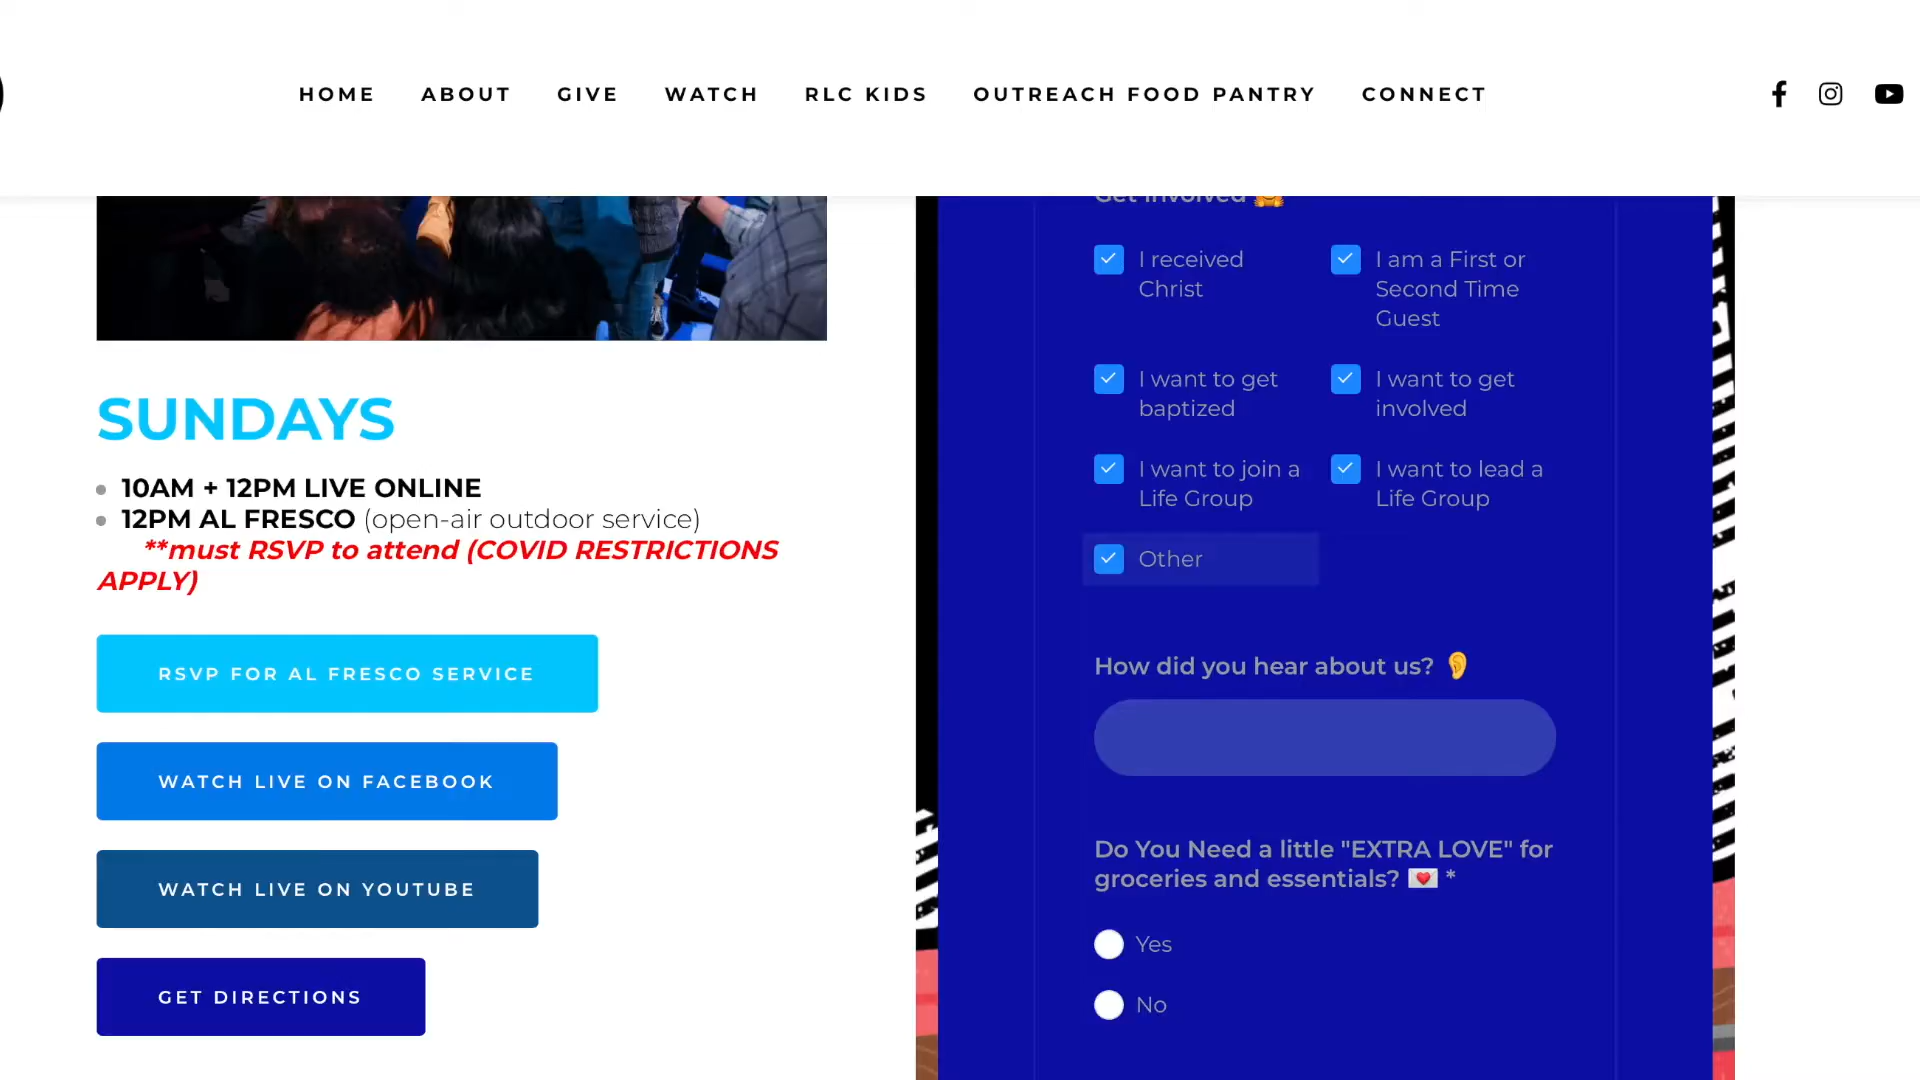 HOME ABOUT GIVE WATCH RLC KIDS OUTREACH FOOD PANTRY CONNECT
SUNDAYS
10AM + 12PM LIVE ONLINE
12PM AL FRESCO (open-air outdoor service)
**must RSVP to attend (COVID RESTRICTIONS
APPLY)
RSVP FOR AL FRESCO SERVICE
WATCH LIVE ON FACEBOOK
WATCH LIVE ON YOUTUBE
GET DIRECTIONS
Get Involved 🤗
I received
Christ
I am a First or
Second Time
Guest
I want to get
baptized
I want to get
involved
I want to join a
Life Group
I want to lead a
Life Group
Other
How did you hear about us? 👂
Do You Need a little "EXTRA LOVE" for
groceries and essentials? 💌 *
Yes
No